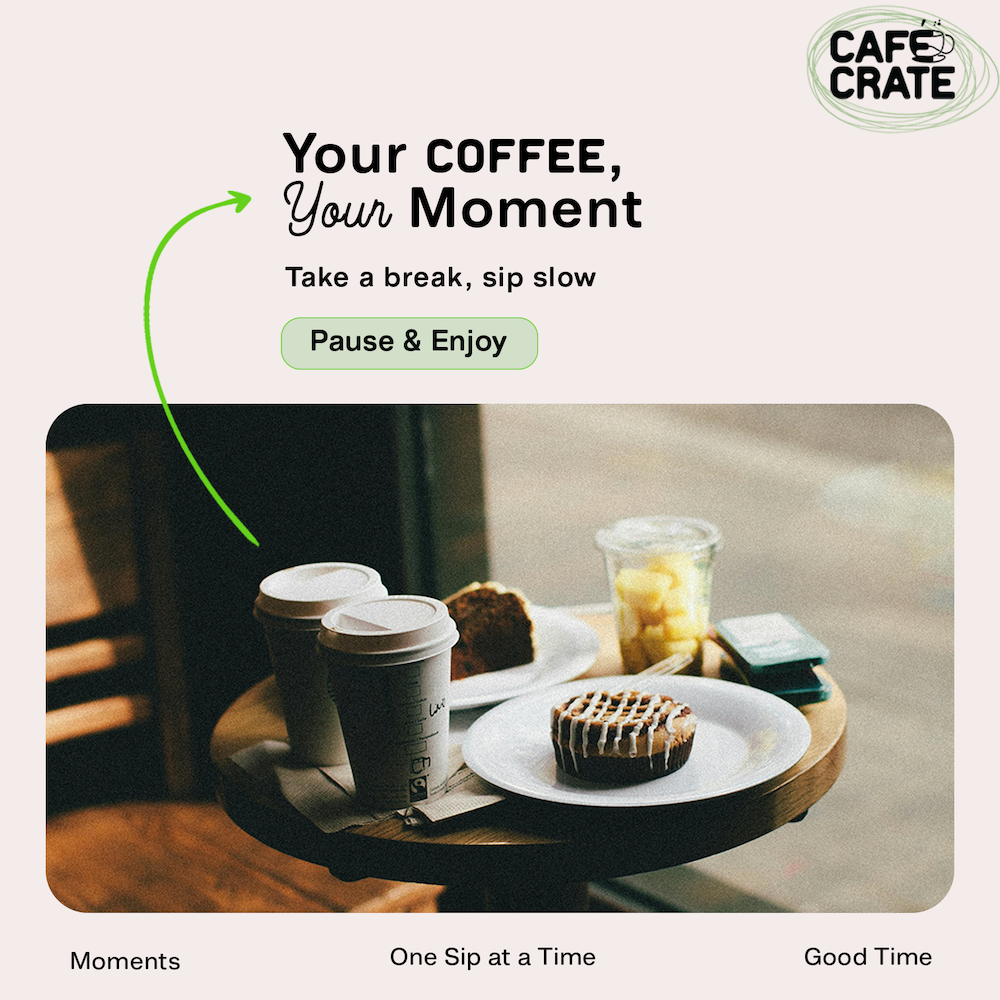 CAFÉ
CRATE
Your COFFEE,
Your Moment
Take a break, sip slow
Pause & Enjoy
Moments
One Sip at a Time
Good Time